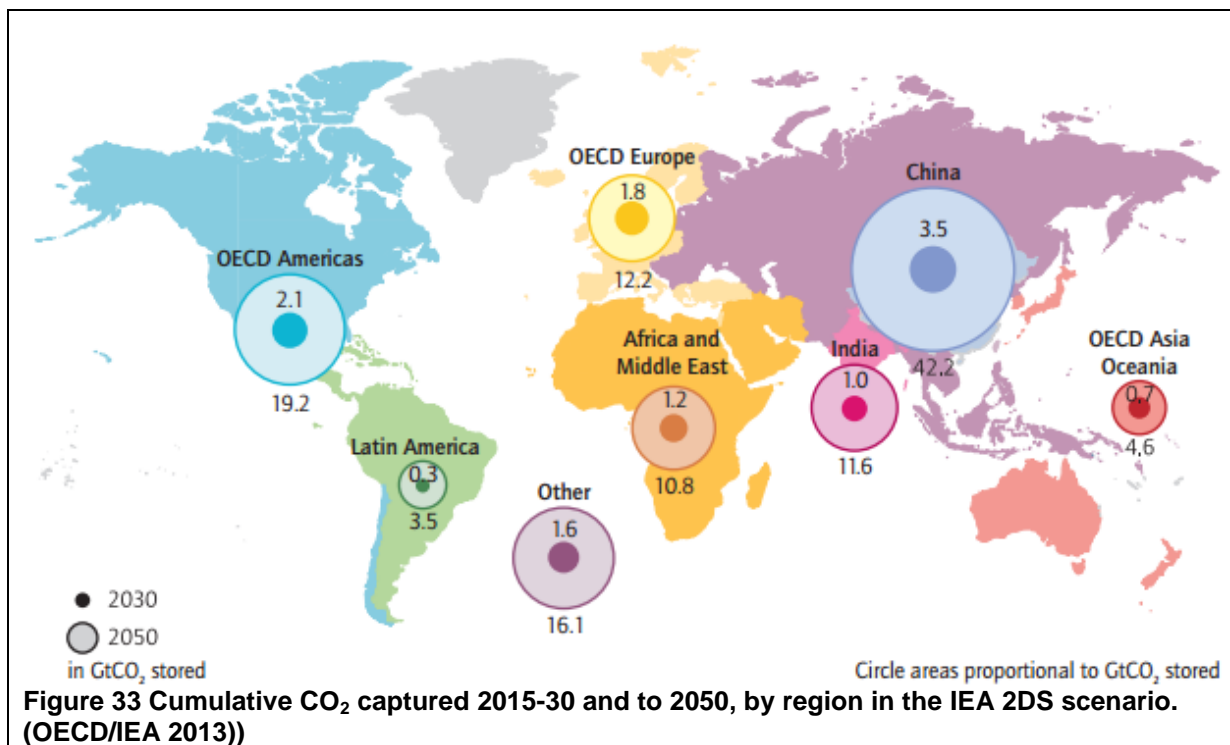 OECD Europe
1.8
12.2
China
3.5
42.2
OECD Americas
2.1
19.2
Africa and
Middle East
1.2
10.8
India
1.0
11.6
OECD Asia
Oceania
0.7
4.6
Latin America
0.3
3.5
Other
1.6
16.1
2030
2050
in GtCO₂ stored
Circle areas proportional to GtCO₂ stored
Figure 33 Cumulative CO₂ captured 2015-30 and to 2050, by region in the IEA 2DS scenario.
(OECD/IEA 2013))